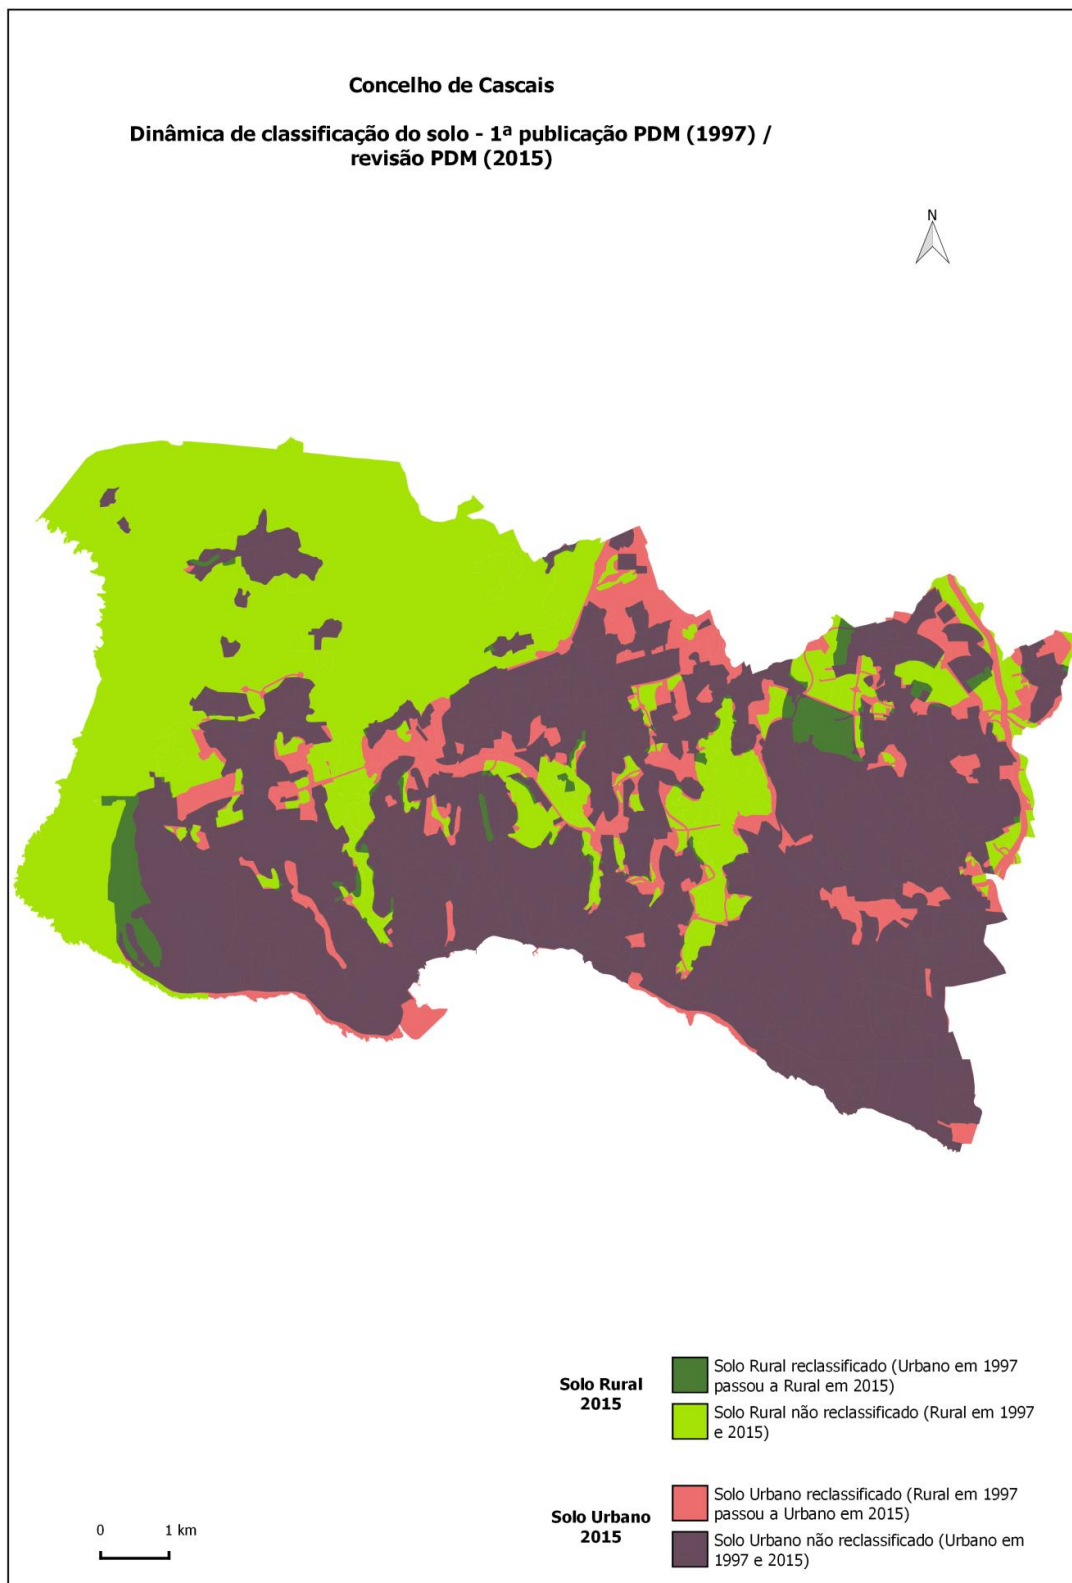 Concelho de Cascais
Dinâmica de classificação do solo - 1ª publicação PDM (1997) /
revisão PDM (2015)
N
Solo Rural
2015
Solo Rural reclassificado (Urbano em 1997
passou a Rural em 2015)
Solo Rural não reclassificado (Rural em 1997
e 2015)
Solo Urbano
2015
Solo Urbano reclassificado (Rural em 1997
passou a Urbano em 2015)
Solo Urbano não reclassificado (Urbano em
1997 e 2015)
0 1 km